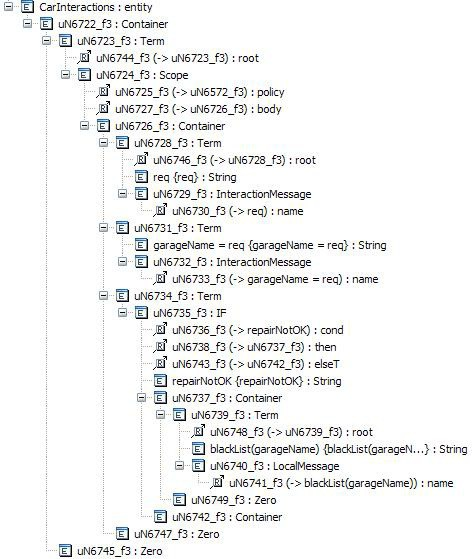 CarInteractions : entity
uN6722_f3 : Container
uN6723_f3 : Term
uN6744_f3 (-> uN6723_f3) : root
uN6724_f3 : Scope
uN6725_f3 (-> uN6572_f3) : policy
uN6727_f3 (-> uN6726_f3) : body
uN6726_f3 : Container
uN6728_f3 : Term
uN6746_f3 (-> uN6728_f3) : root
req {req} : String
uN6729_f3 : InteractionMessage
uN6730_f3 (-> req) : name
uN6731_f3 : Term
garageName = req {garageName = req} : String
uN6732_f3 : InteractionMessage
uN6733_f3 (-> garageName = req) : name
uN6734_f3 : Term
uN6735_f3 : IF
uN6736_f3 (-> repairNotOK) : cond
uN6738_f3 (-> uN6737_f3) : then
uN6743_f3 (-> uN6742_f3) : elseT
repairNotOK {repairNotOK} : String
uN6737_f3 : Container
uN6739_f3 : Term
uN6748_f3 (-> uN6739_f3) : root
blackList(garageName) {blackList(garageN...} : String
uN6740_f3 : LocalMessage
uN6741_f3 (-> blackList(garageName)) : name
uN6749_f3 : Zero
uN6742_f3 : Container
uN6747_f3 : Zero
uN6745_f3 : Zero